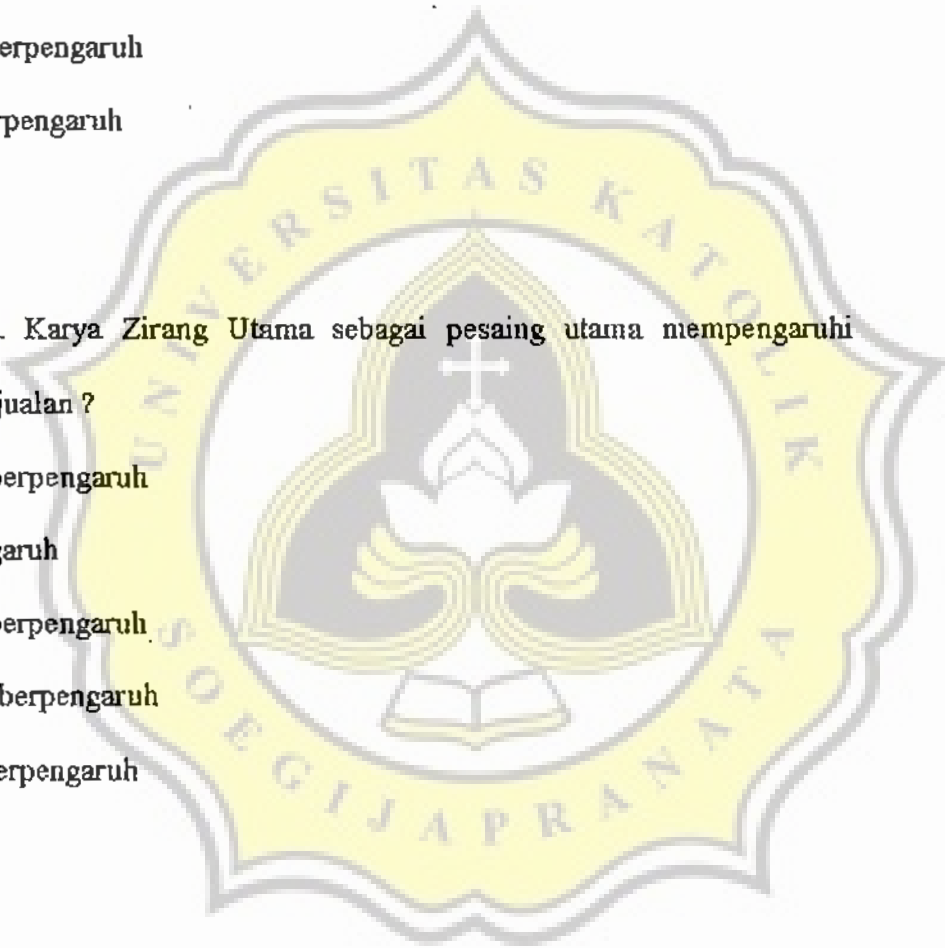 erpengaruh
rpengaruh
. Karya Zirang Utama sebagai pesaing utama mempengaruhi
jualan ?
berpengaruh
garuh
berpengaruh
berpengaruh
erpengaruh
UNIVERSITAS KATOLIK
SOEGIJAPRANATA